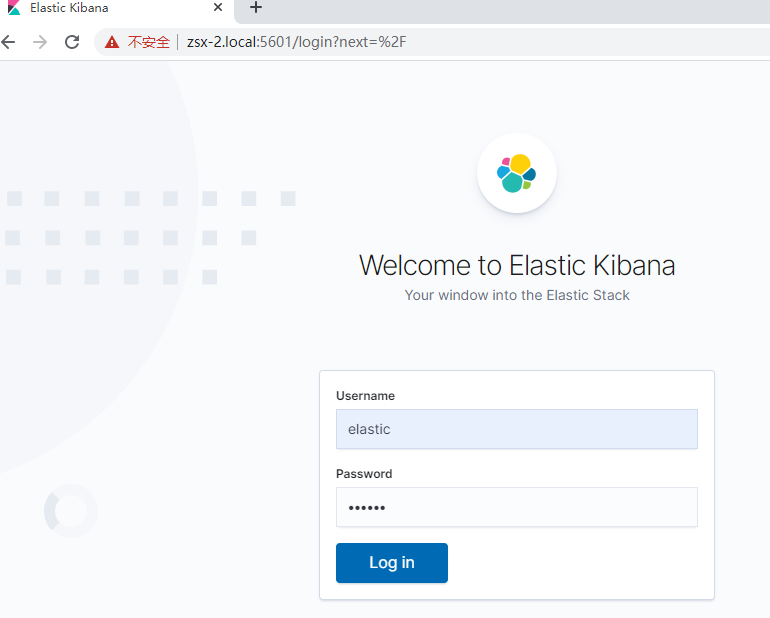 Elastic Kibana
不安全 zsx-2.local:5601/login?next=%2F
Welcome to Elastic Kibana
Your window into the Elastic Stack
Username
elastic
Password
••••••
Log in